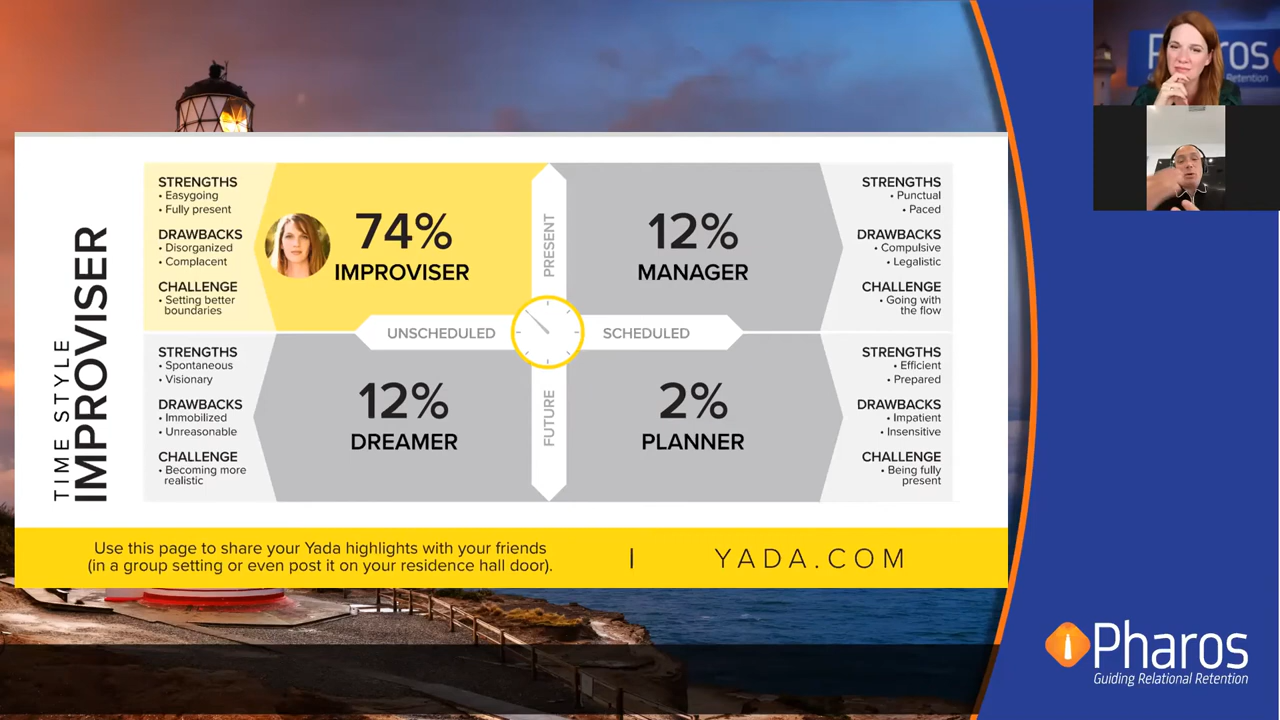 TIME STYLE
IMPROVISER
STRENGTHS
• Easygoing
• Fully present
DRAWBACKS
• Disorganized
• Complacent
CHALLENGE
• Setting better
boundaries
74%
IMPROVISER
PRESENT
12%
MANAGER
STRENGTHS
• Punctual
• Paced
DRAWBACKS
• Compulsive
• Legalistic
CHALLENGE
• Going with
the flow
UNSCHEDULED
SCHEDULED
STRENGTHS
• Spontaneous
• Visionary
DRAWBACKS
• Immobilized
• Unreasonable
CHALLENGE
• Becoming more
realistic
12%
DREAMER
FUTURE
2%
PLANNER
STRENGTHS
• Efficient
• Prepared
DRAWBACKS
• Impatient
• Insensitive
CHALLENGE
• Being fully
present
Use this page to share your Yada highlights with your friends
(in a group setting or even post it on your residence hall door).
| YADA.COM
Pharos
Guiding Relational Retention